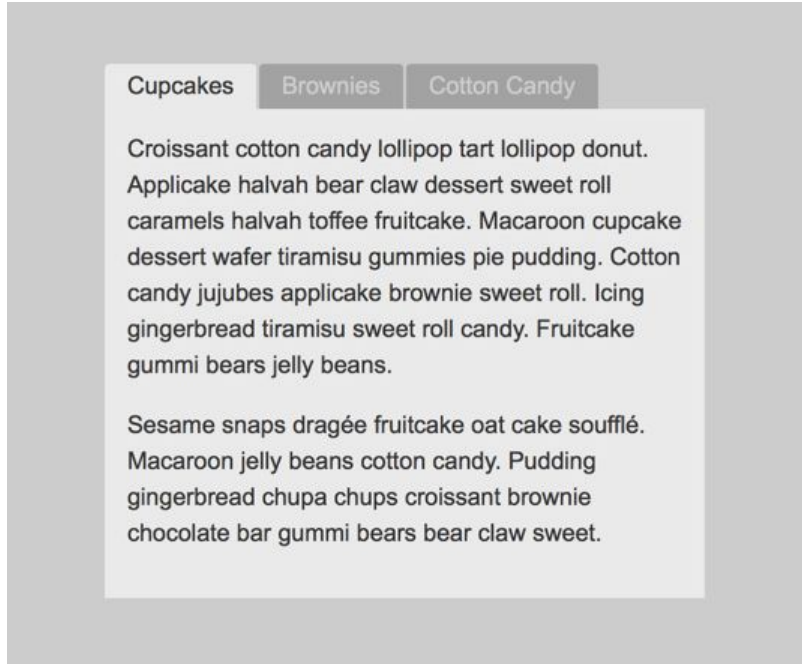 Cupcakes Brownies Cotton Candy
Croissant cotton candy lollipop tart lollipop donut.
Applicake halvah bear claw dessert sweet roll
caramels halvah toffee fruitcake. Macaroon cupcake
dessert wafer tiramisu gummies pie pudding. Cotton
candy jujubes applicake brownie sweet roll. Icing
gingerbread tiramisu sweet roll candy. Fruitcake
gummi bears jelly beans.
Sesame snaps dragée fruitcake oat cake soufflé.
Macaroon jelly beans cotton candy. Pudding
gingerbread chupa chups croissant brownie
chocolate bar gummi bears bear claw sweet.